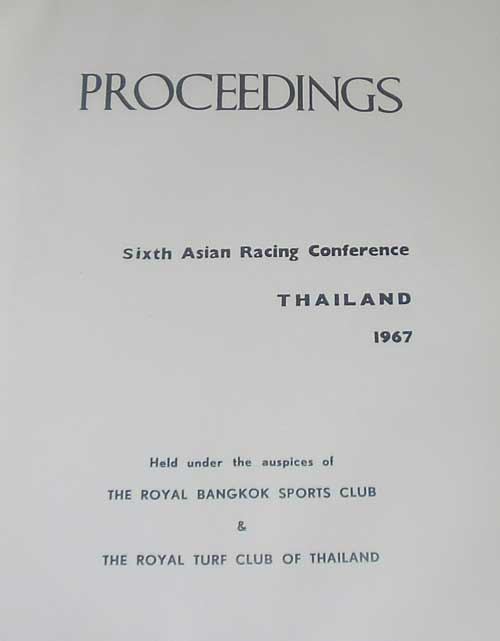 PROCEEDINGS
Sixth Asian Racing Conference
THAILAND
1967
Held under the auspices of
THE ROYAL BANGKOK SPORTS CLUB
&
THE ROYAL TURF CLUB OF THAILAND